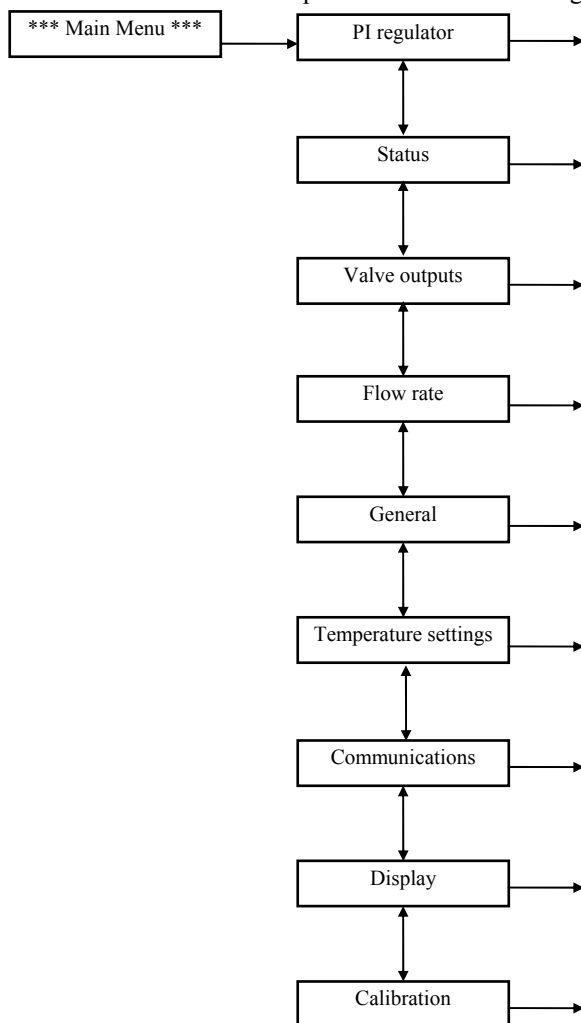 *** Main Menu ***
PI regulator
Status
Valve outputs
Flow rate
General
Temperature settings
Communications
Display
Calibration